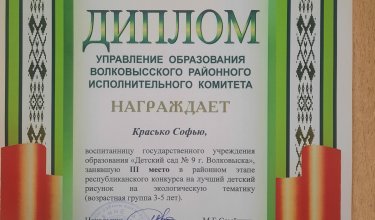 ДИПЛОМ
УПРАВЛЕНИЕ ОБРАЗОВАНИЯ
ВОЛКОВЫССКОГО РАЙОННОГО
ИСПОЛНИТЕЛЬНОГО КОМИТЕТА
НАГРАЖДАЕТ
Красько Софью,
воспитанницу государственного учреждения
образования «Детский сад № 9 г. Волковыска»,
занявшую III место в районном этапе
республиканского конкурса на лучший детский
рисунок на экологическую тематику
(возрастная группа 3-5 лет).